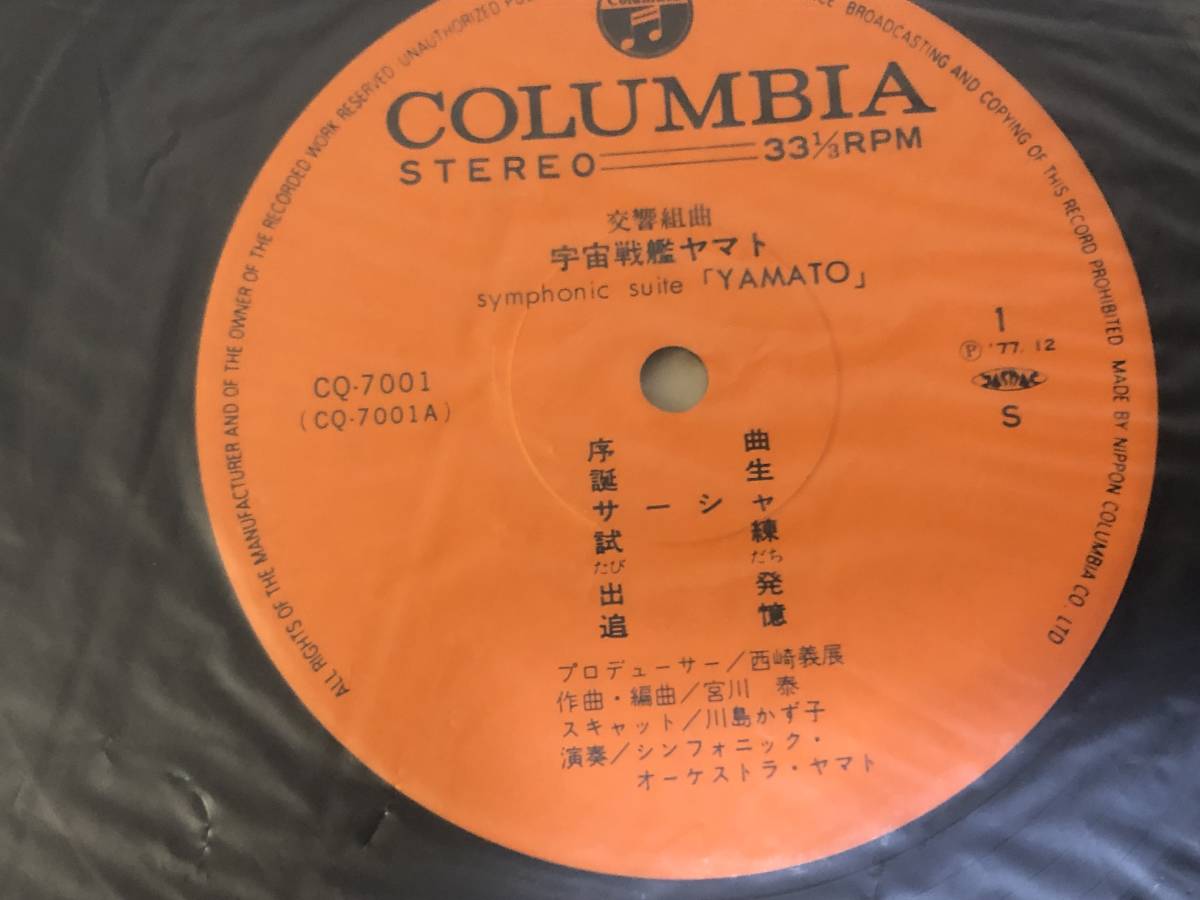 Columbia
COLUMBIA
STEREO 33⅓RPM
交響組曲
宇宙戦艦ヤマト
symphonic suite「YAMATO」
1
Ⓟ '77. 12
JASRAC
S
CQ-7001
(CQ-7001A)
序曲
誕生
サーシャ
試練
出発
たび だち
追憶
プロデューサー/西崎義展
作曲・編曲/宮川 泰
スキャット/川島かず子
演奏/シンフォニック・
オーケストラ・ヤマト
ALL RIGHTS OF THE MANUFACTURER AND OF THE OWNER OF THE RECORDED WORK RESERVED UNAUTHORIZED
BROADCASTING AND COPYING OF THIS RECORD PROHIBITED MADE BY NIPPON COLUMBIA CO., LTD